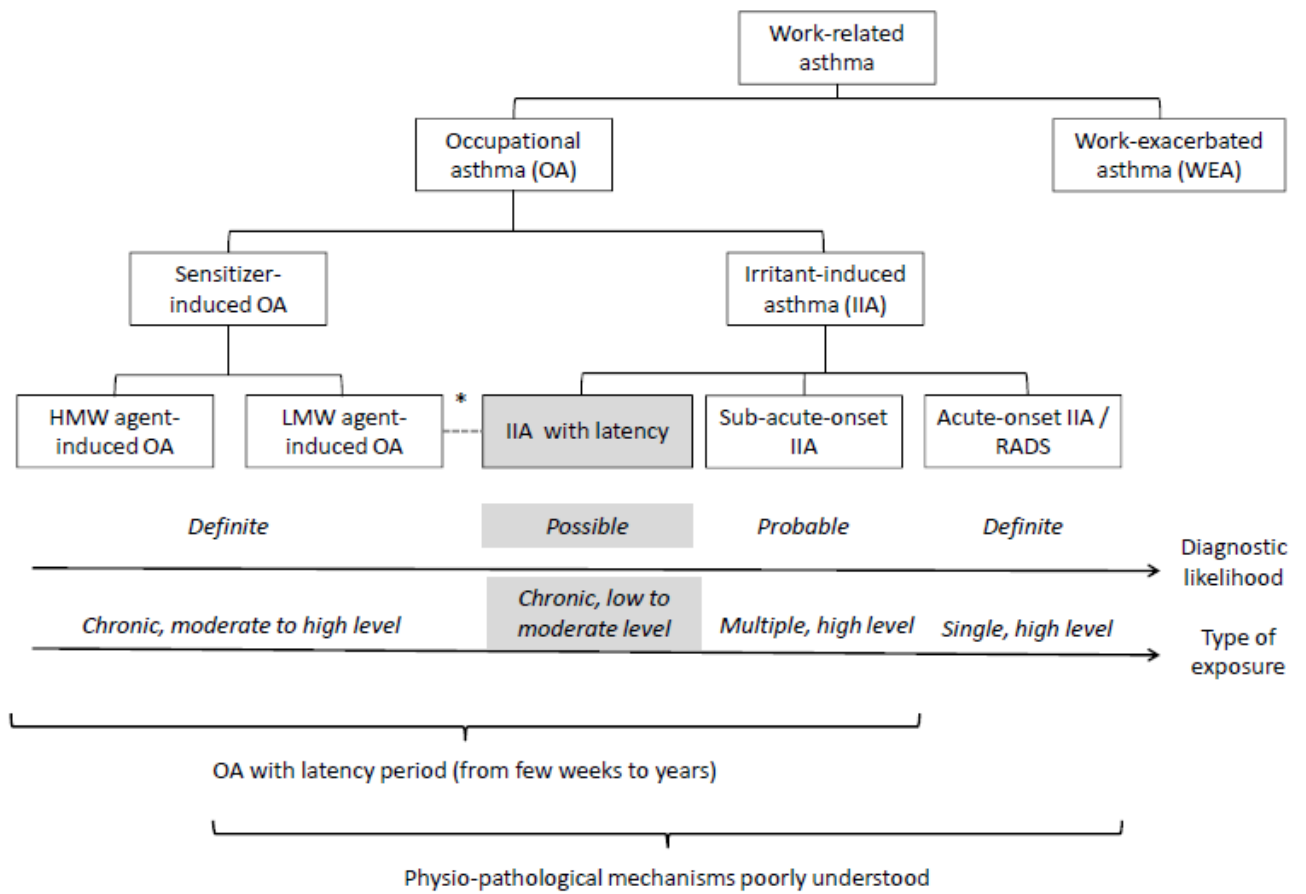 Work-related
asthma
Occupational
asthma (OA)
Work-exacerbated
asthma (WEA)
Sensitizer-
induced OA
Irritant-induced
asthma (IIA)
HMW agent-
induced OA
LMW agent-
induced OA
*
IIA with latency
Sub-acute-onset
IIA
Acute-onset IIA /
RADS
Definite
Possible
Probable
Definite
Diagnostic
likelihood
Chronic, moderate to high level
Chronic, low to
moderate level
Multiple, high level
Single, high level
Type of
exposure
OA with latency period (from few weeks to years)
Physio-pathological mechanisms poorly understood